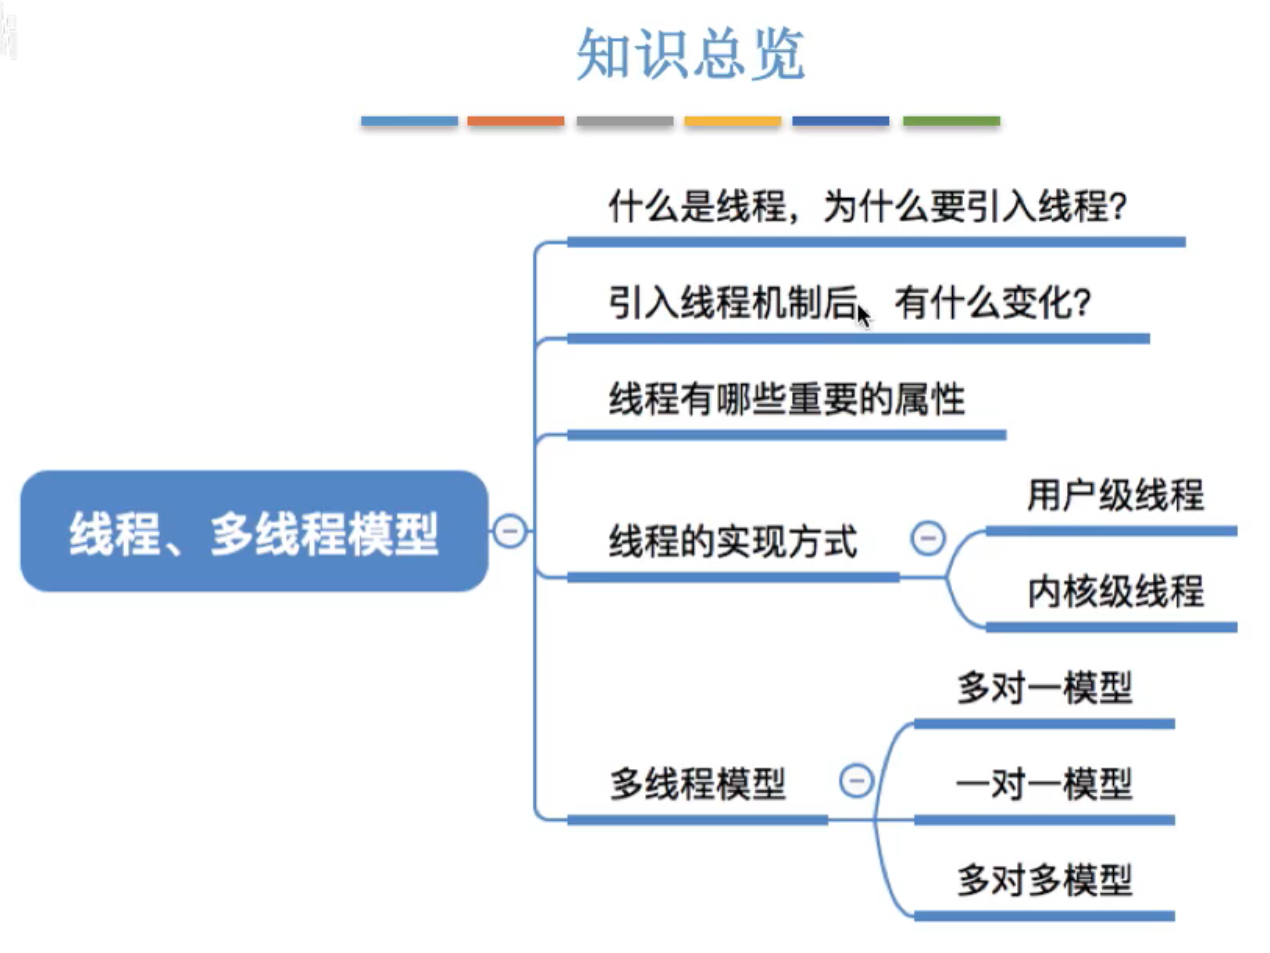 知识总览
什么是线程，为什么要引入线程？
引入线程机制后， 有什么变化？
线程有哪些重要的属性
线程、多线程模型
线程的实现方式
用户级线程
内核级线程
多线程模型
多对一模型
一对一模型
多对多模型